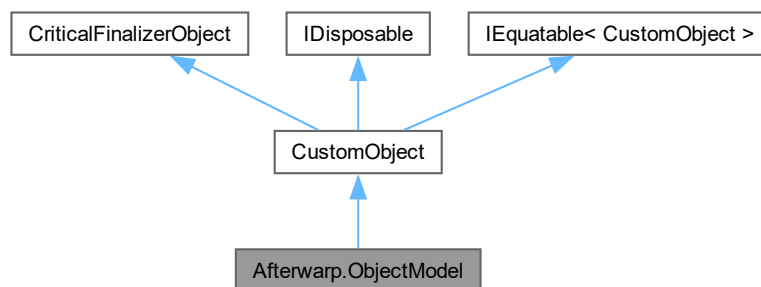 CriticalFinalizerObject
IDisposable
IEquatable< CustomObject >
CustomObject
Afterwarp.ObjectModel